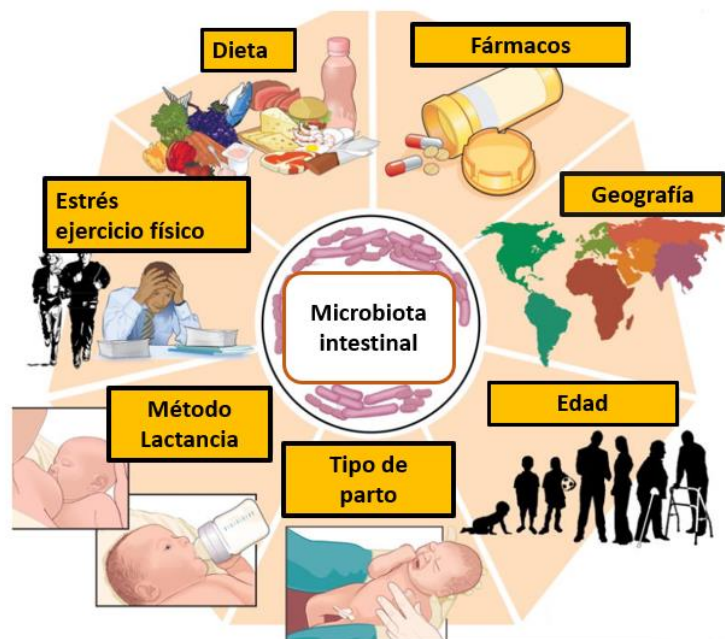 Dieta
Fármacos
Estrés
ejercicio físico
Geografía
Microbiota
intestinal
Método
Lactancia
Edad
Tipo de
parto